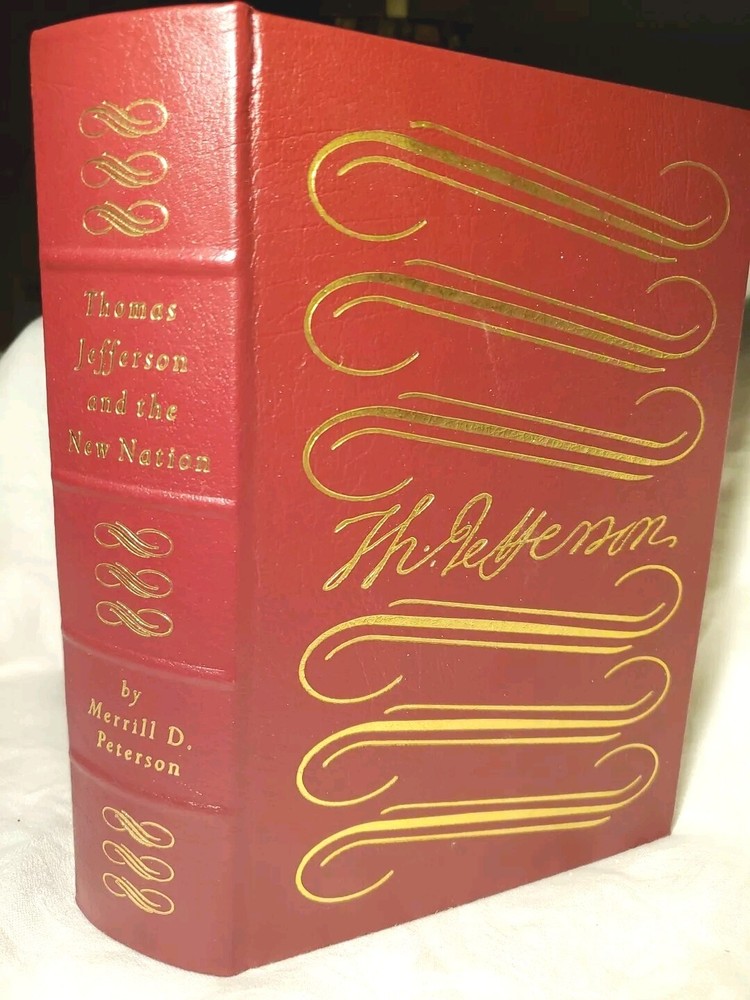 Thomas
Jefferson
and the
New Nation
by
Merrill D.
Peterson
Th. Jefferson